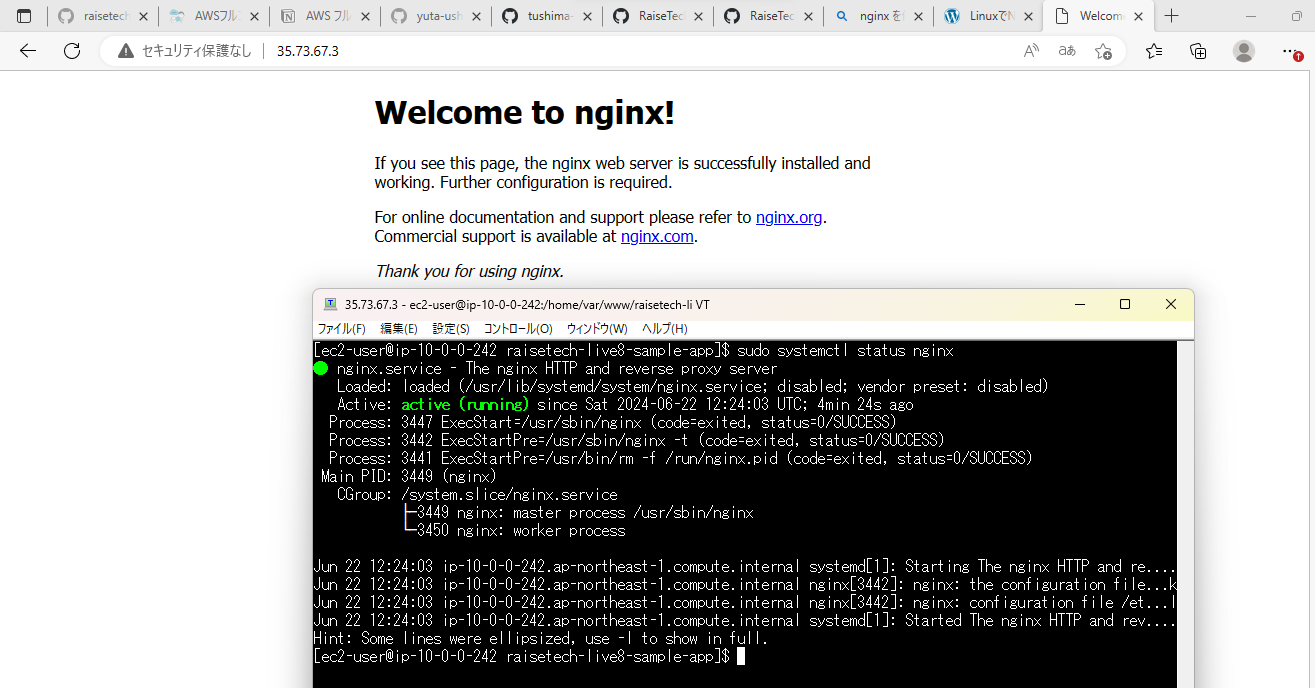 raisetech
AWSフル
AWS フル
yuta-ush
tushima-
RaiseTec
RaiseTec
nginx を
LinuxでN
Welcome
セキュリティ保護なし
35.73.67.3
Welcome to nginx!
If you see this page, the nginx web server is successfully installed and
working. Further configuration is required.
For online documentation and support please refer to nginx.org.
Commercial support is available at nginx.com.
Thank you for using nginx.
35.73.67.3 - ec2-user@ip-10-0-0-242:/home/var/www/raisetech-li VT
ファイル(F) 編集(E) 設定(S) コントロール(O) ウィンドウ(W) ヘルプ(H)
[ec2-user@ip-10-0-0-242 raisetech-live8-sample-app]$ sudo systemctl status nginx
● nginx.service - The nginx HTTP and reverse proxy server
Loaded: loaded (/usr/lib/systemd/system/nginx.service; disabled; vendor preset: disabled)
Active: active (running) since Sat 2024-06-22 12:24:03 UTC; 4min 24s ago
Process: 3447 ExecStart=/usr/sbin/nginx (code=exited, status=0/SUCCESS)
Process: 3442 ExecStartPre=/usr/sbin/nginx -t (code=exited, status=0/SUCCESS)
Process: 3441 ExecStartPre=/usr/bin/rm -f /run/nginx.pid (code=exited, status=0/SUCCESS)
Main PID: 3449 (nginx)
CGroup: /system.slice/nginx.service
├─3449 nginx: master process /usr/sbin/nginx
└─3450 nginx: worker process
Jun 22 12:24:03 ip-10-0-0-242.ap-northeast-1.compute.internal systemd[1]: Starting The nginx HTTP and re....
Jun 22 12:24:03 ip-10-0-0-242.ap-northeast-1.compute.internal nginx[3442]: nginx: the configuration file...k
Jun 22 12:24:03 ip-10-0-0-242.ap-northeast-1.compute.internal nginx[3442]: nginx: configuration file /et...l
Jun 22 12:24:03 ip-10-0-0-242.ap-northeast-1.compute.internal systemd[1]: Started The nginx HTTP and rev....
Hint: Some lines were ellipsized, use -l to show in full.
[ec2-user@ip-10-0-0-242 raisetech-live8-sample-app]$